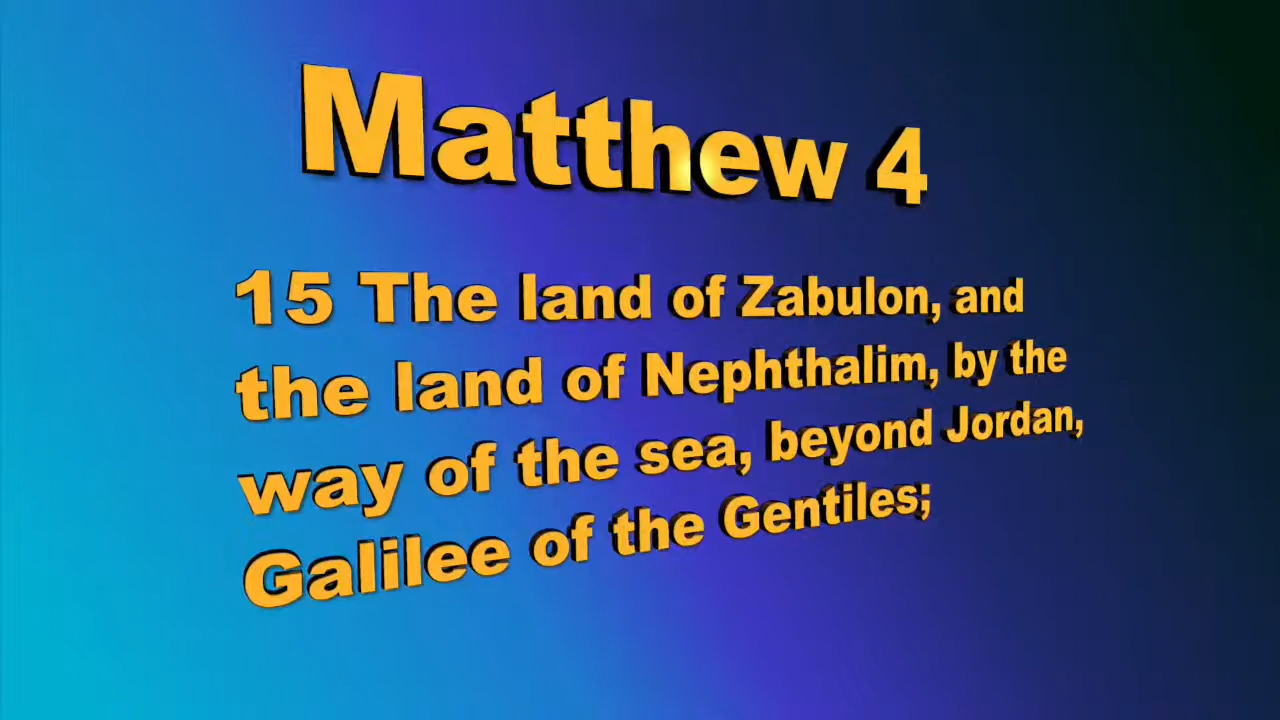 Matthew 4
15 The land of Zabulon, and
the land of Nephthalim, by the
way of the sea, beyond Jordan,
Galilee of the Gentiles;